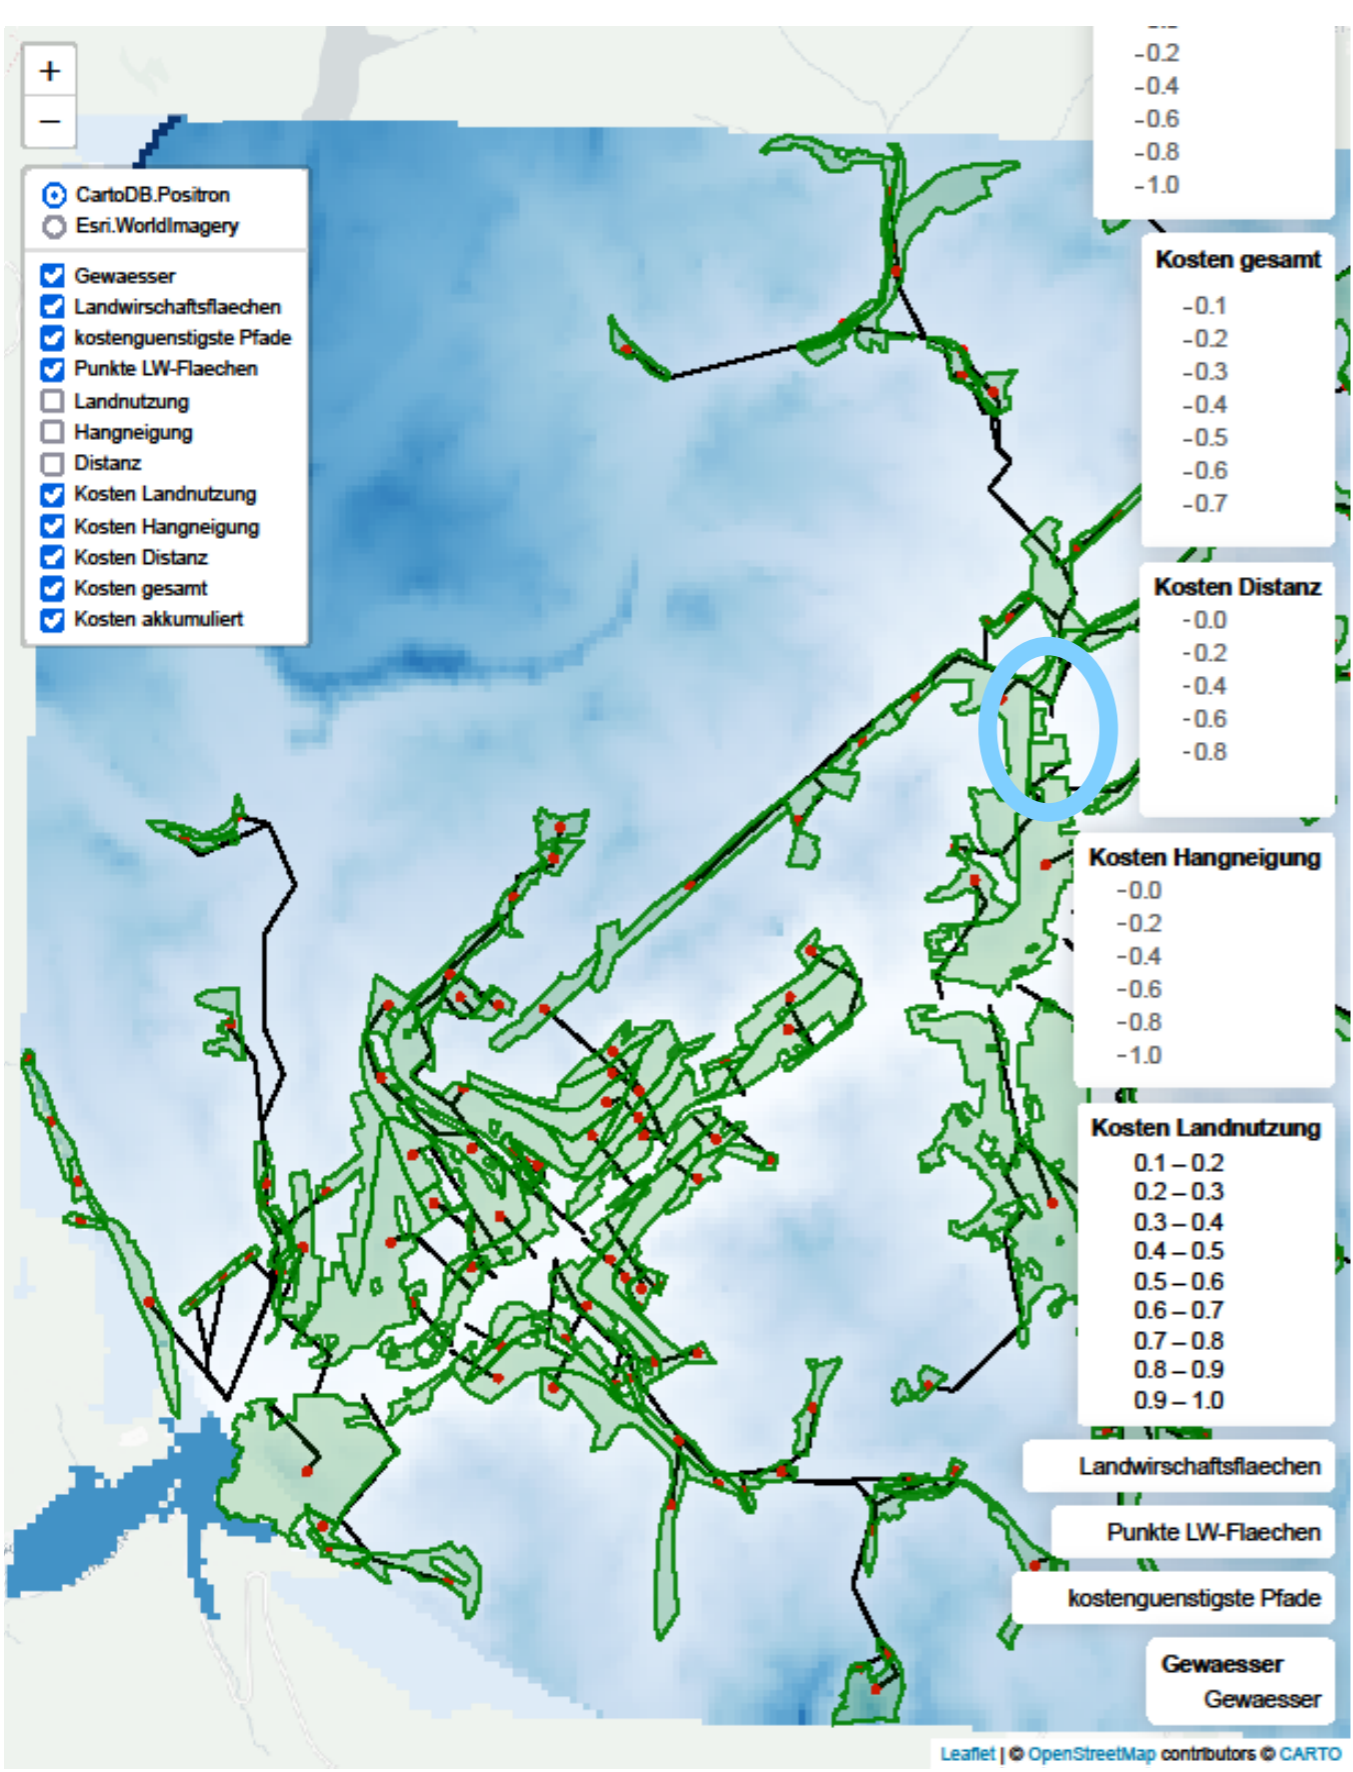 +
−
CartoDB.Positron
Esri.WorldImagery
Gewaesser
Landwirschaftsflaechen
kostenguenstigste Pfade
Punkte LW-Flaechen
Landnutzung
Hangneigung
Distanz
Kosten Landnutzung
Kosten Hangneigung
Kosten Distanz
Kosten gesamt
Kosten akkumuliert
-0.2
-0.4
-0.6
-0.8
-1.0
Kosten gesamt
-0.1
-0.2
-0.3
-0.4
-0.5
-0.6
-0.7
Kosten Distanz
-0.0
-0.2
-0.4
-0.6
-0.8
Kosten Hangneigung
-0.0
-0.2
-0.4
-0.6
-0.8
-1.0
Kosten Landnutzung
0.1 – 0.2
0.2 – 0.3
0.3 – 0.4
0.4 – 0.5
0.5 – 0.6
0.6 – 0.7
0.7 – 0.8
0.8 – 0.9
0.9 – 1.0
Landwirschaftsflaechen
Punkte LW-Flaechen
kostenguenstigste Pfade
Gewaesser
Gewaesser
Leaflet | © OpenStreetMap contributors © CARTO